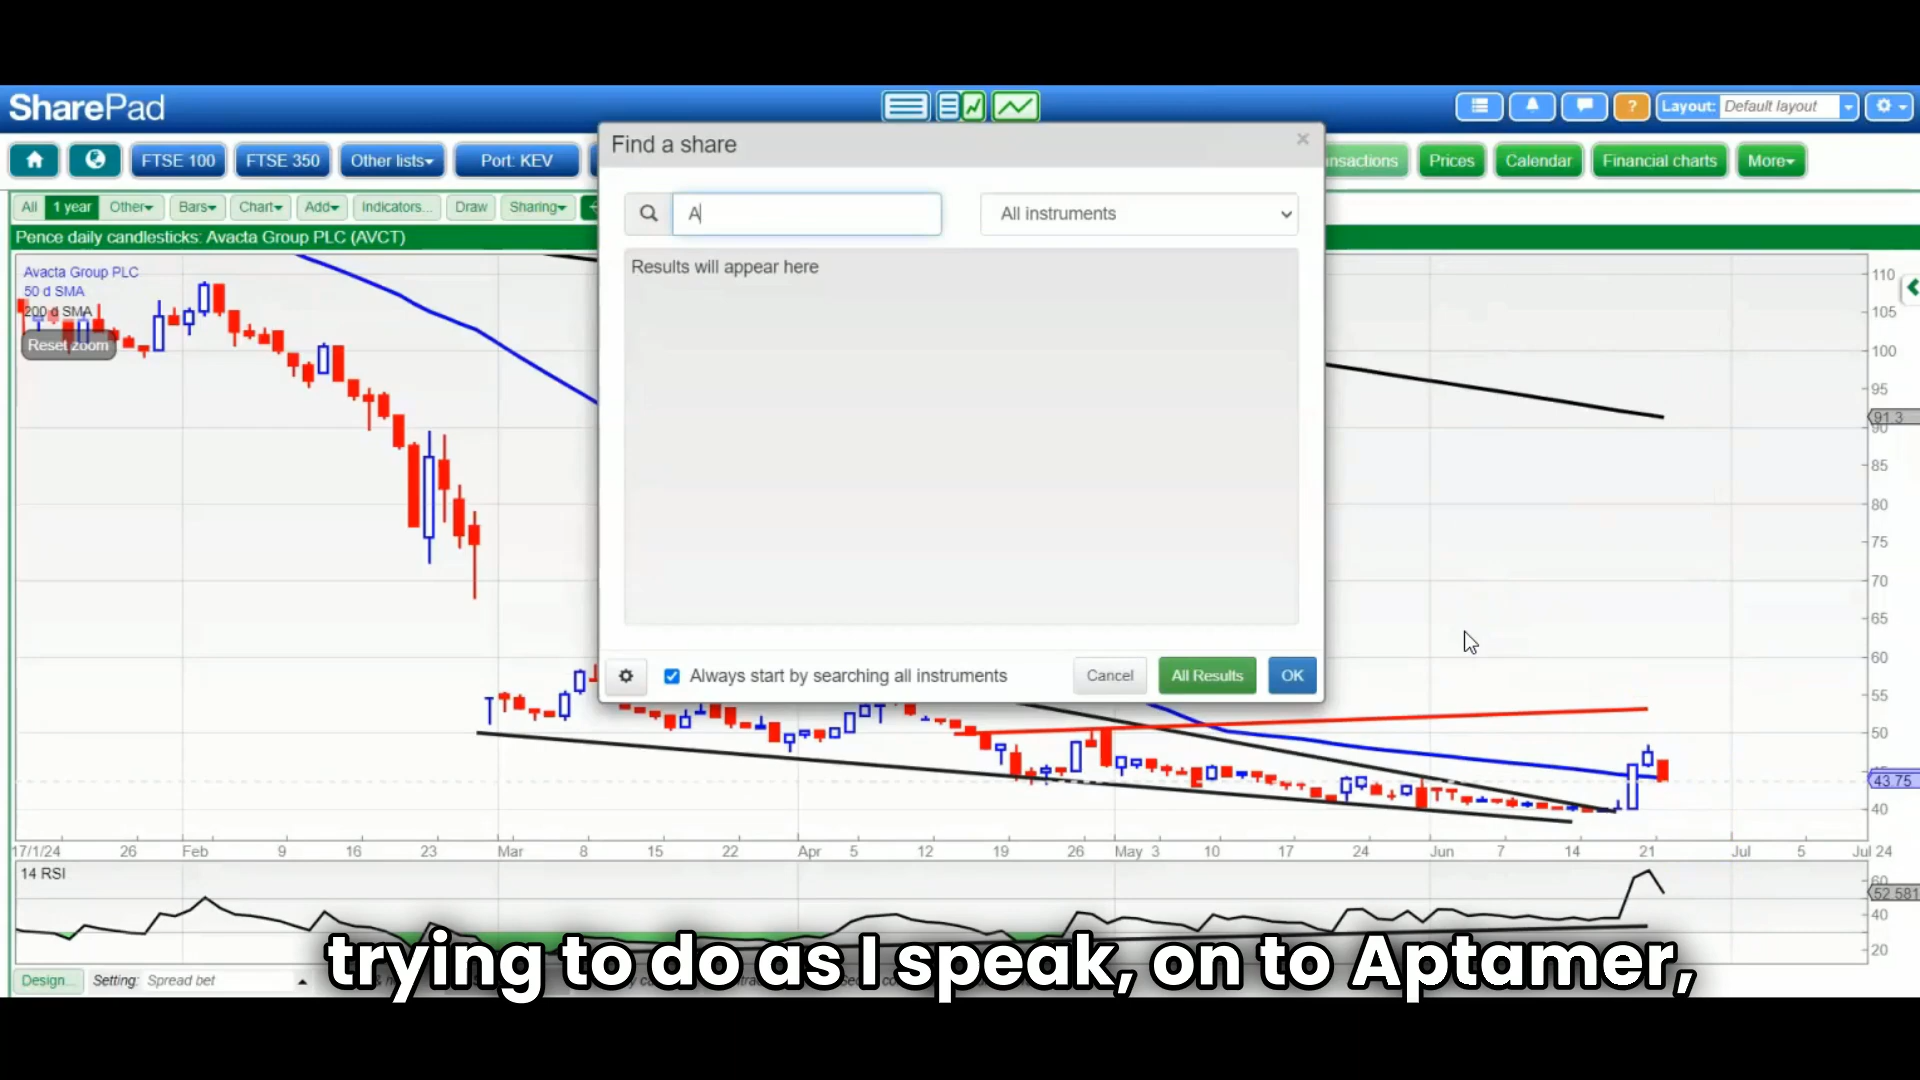 SharePad
Layout: Default layout
FTSE 100 FTSE 350 Other lists Port: KEV
nsactions Prices Calendar Financial charts More
All 1 year Other Bars Chart Add Indicators... Draw Sharing
Pence daily candlesticks: Avacta Group PLC (AVCT)
Find a share
A
All instruments
Results will appear here
Always start by searching all instruments
Cancel All Results OK
Avacta Group PLC
50 d SMA
200 d SMA
Reset zoom
110
105
100
95
91.3
90
85
80
75
70
65
60
55
50
43.75
40
17/1/24 26 Feb 9 16 23 Mar 8 15 22 Apr 5 12 19 26 May 3 10 17 24 Jun 7 14 21 Jul 5 Jul 24
14 RSI
60
52.581
40
20
trying to do as I speak, on to Aptamer,
Design... Setting: Spread bet